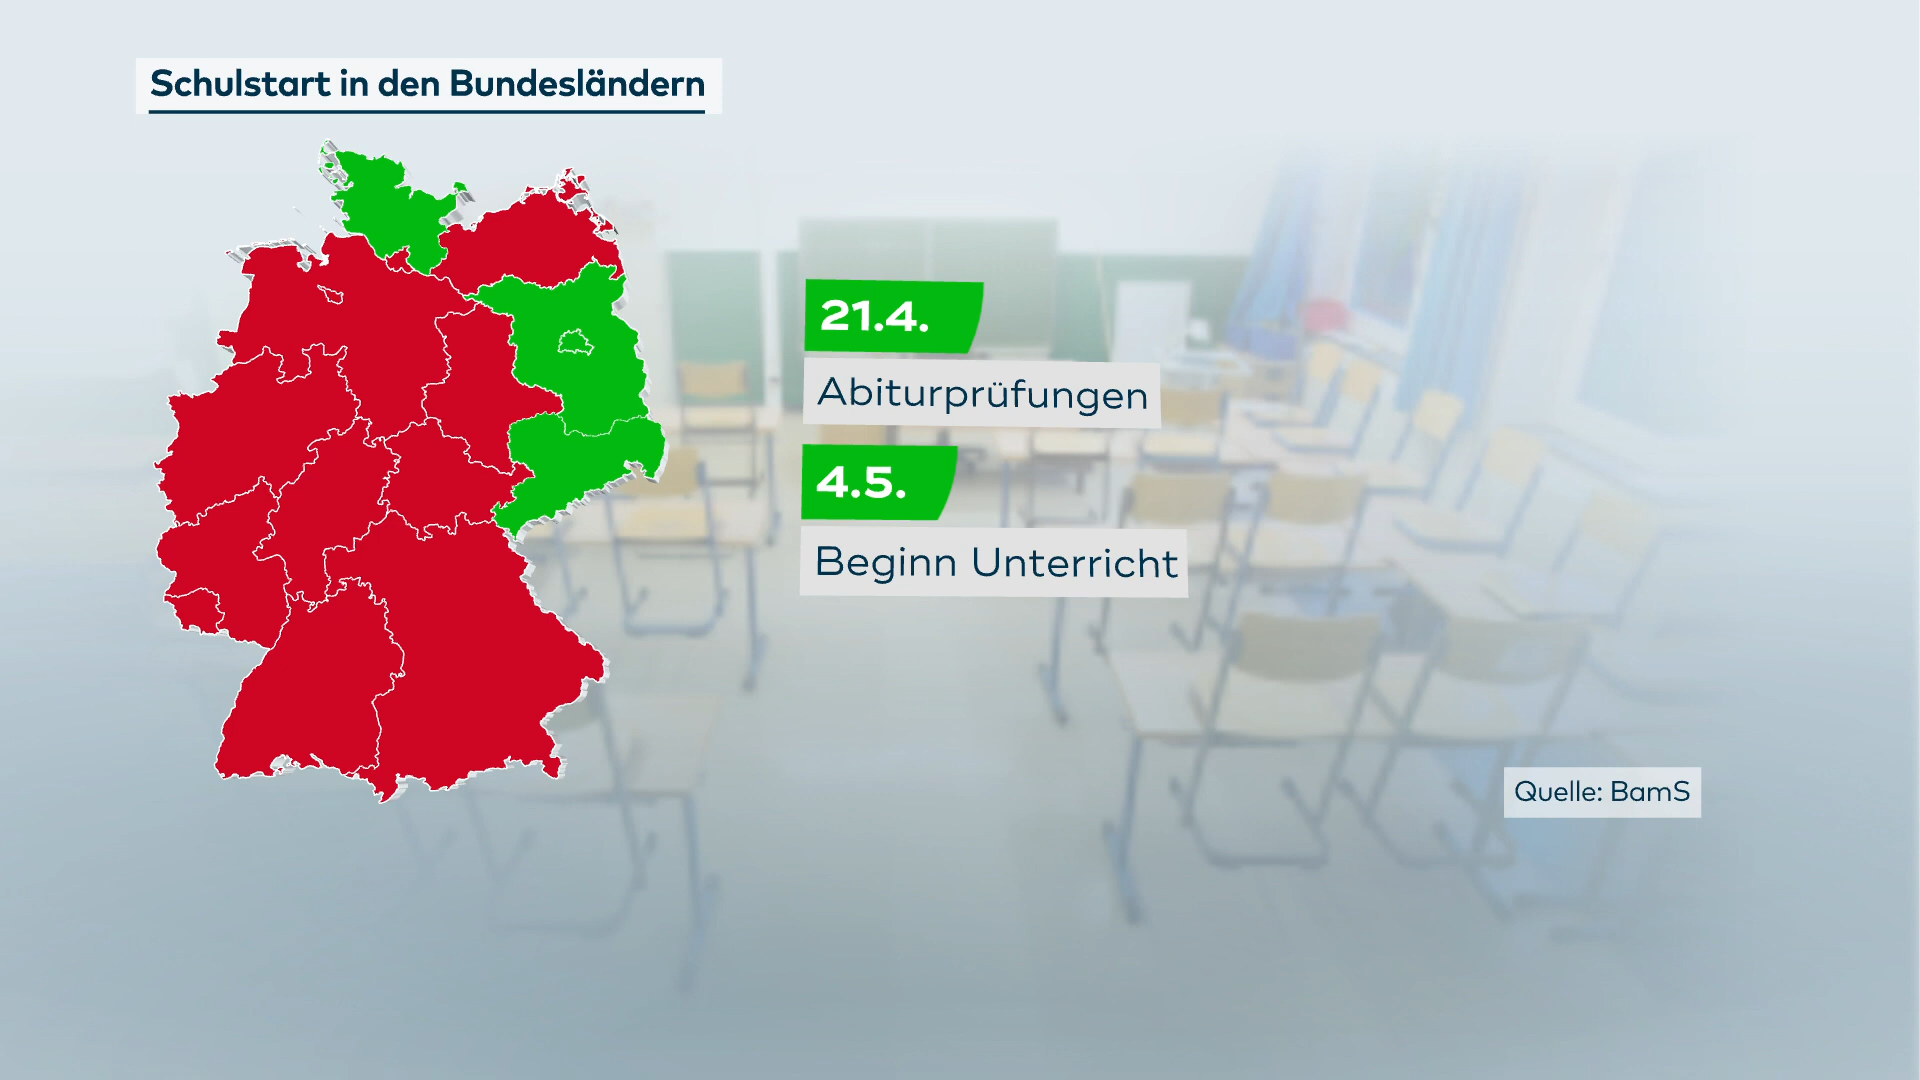 Schulstart in den Bundesländern
21.4.
Abiturprüfungen
4.5.
Beginn Unterricht
Quelle: BamS